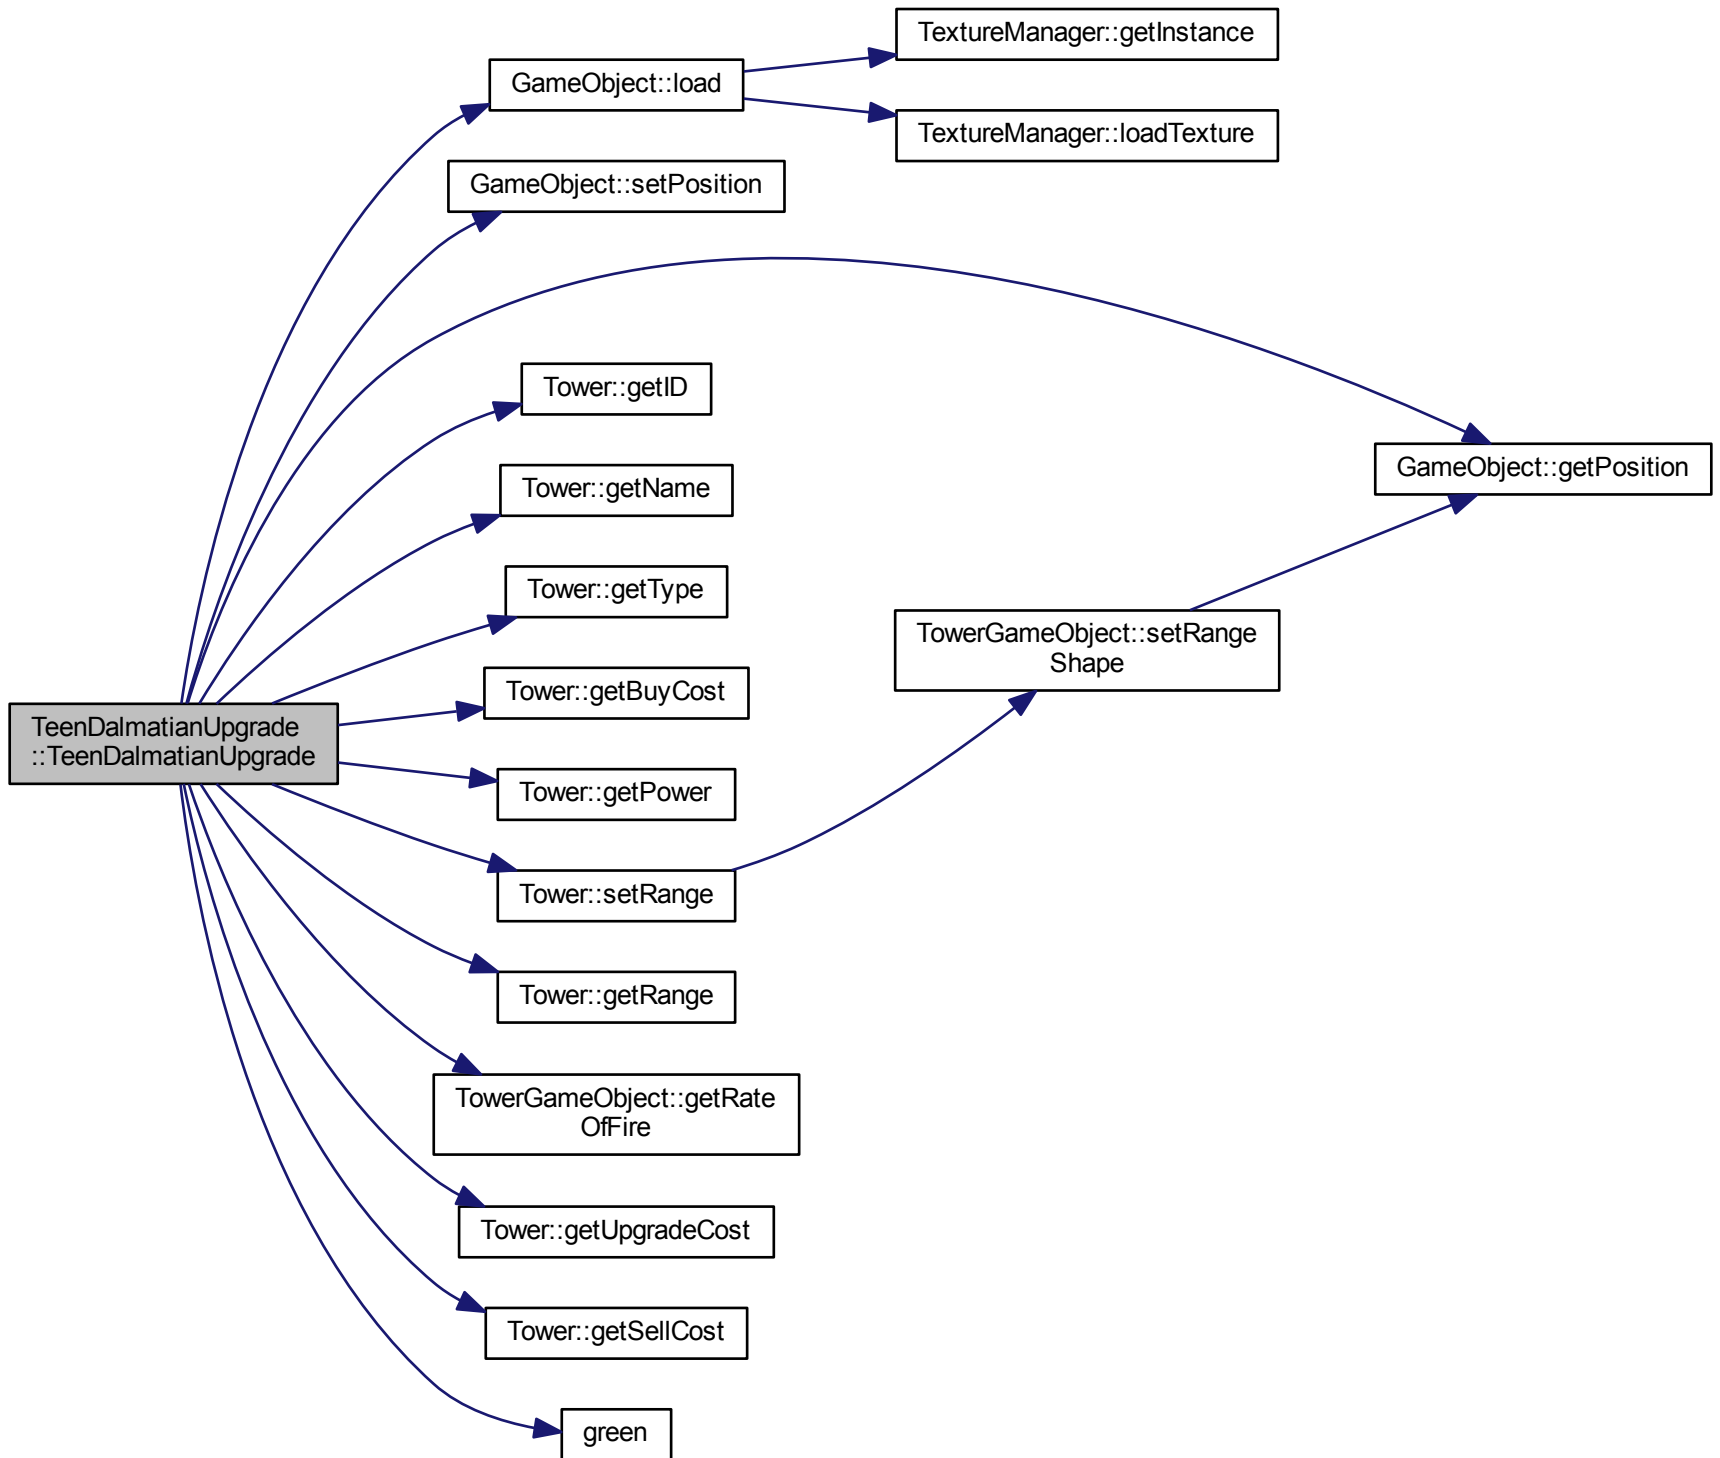 TextureManager::getInstance
GameObject::load
TextureManager::loadTexture
GameObject::setPosition
Tower::getID
GameObject::getPosition
Tower::getName
Tower::getType
TowerGameObject::setRange
Shape
Tower::getBuyCost
TeenDalmatianUpgrade
::TeenDalmatianUpgrade
Tower::getPower
Tower::setRange
Tower::getRange
TowerGameObject::getRate
OfFire
Tower::getUpgradeCost
Tower::getSellCost
green